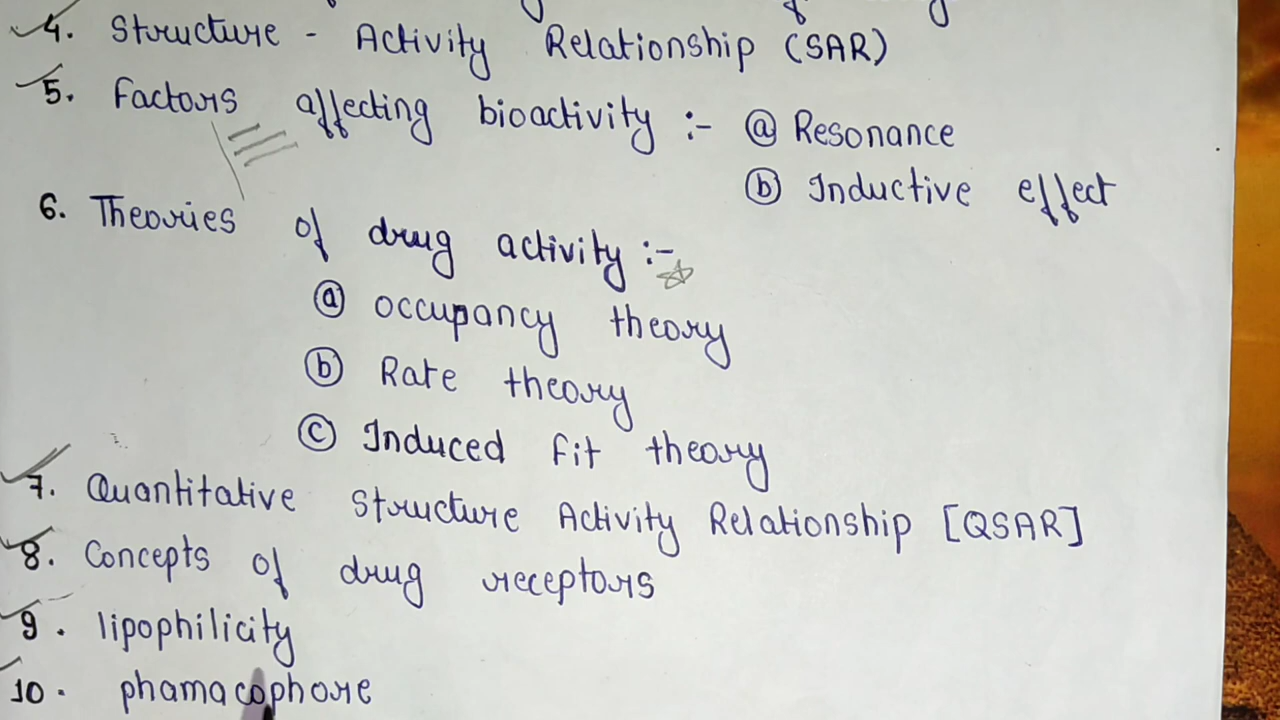 4. Structure - Activity Relationship (SAR)
5. Factors affecting bioactivity :- ⓐ Resonance
ⓑ Inductive effect
6. Theories of drug activity :-
ⓐ occupancy theory
ⓑ Rate theory
ⓒ Induced fit theory
7. Quantitative Structure Activity Relationship [QSAR]
8. Concepts of drug receptors
9. lipophilicity
10. phamacophore